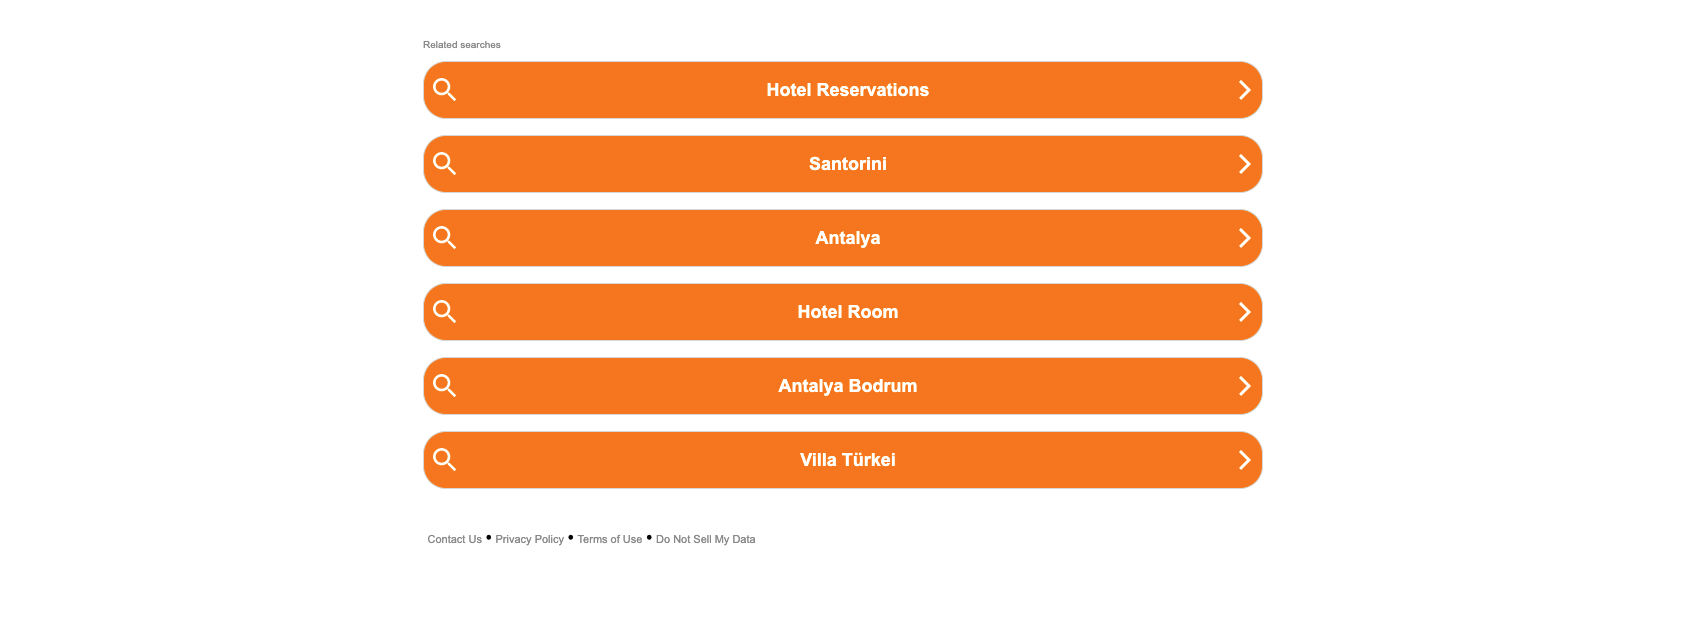 Related searches
Hotel Reservations
Santorini
Antalya
Hotel Room
Antalya Bodrum
Villa Türkei
Contact Us • Privacy Policy • Terms of Use • Do Not Sell My Data